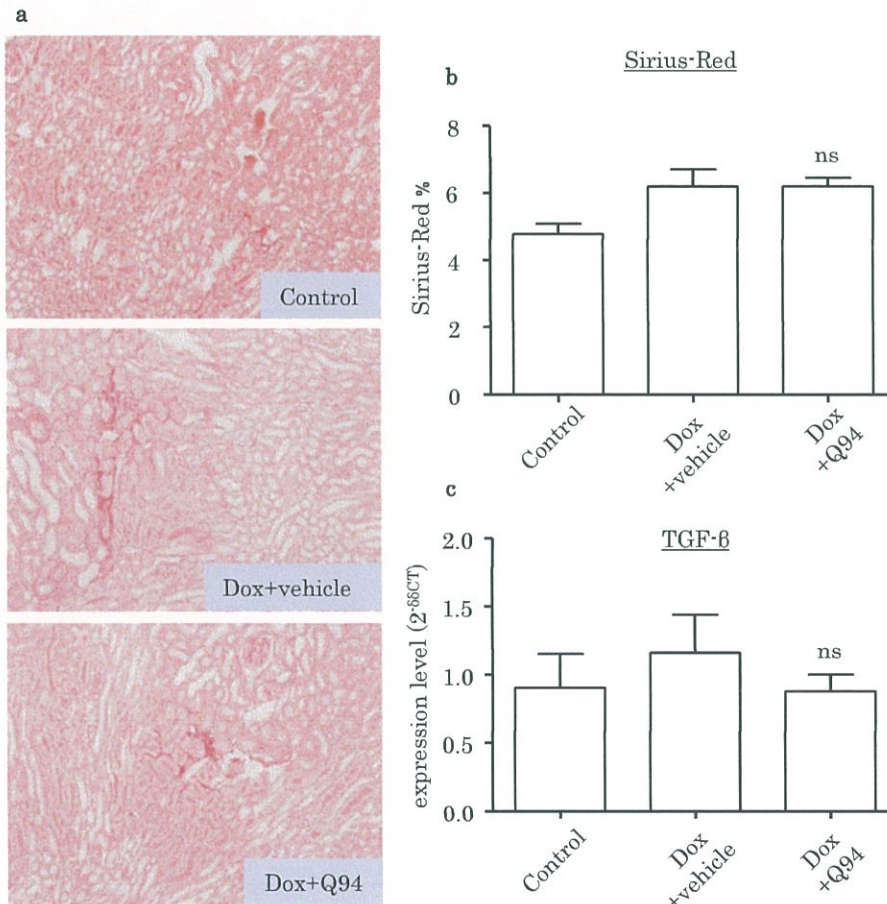 a
Control
Dox+vehicle
Dox+Q94
b
Sirius-Red
Sirius-Red %
8
6
4
2
0
ns
Control
Dox
+vehicle
Dox
+Q94
c
TGF-β
expression level (2^-δδCT)
2.0
1.5
1.0
0.5
0.0
ns
Control
Dox
+vehicle
Dox
+Q94